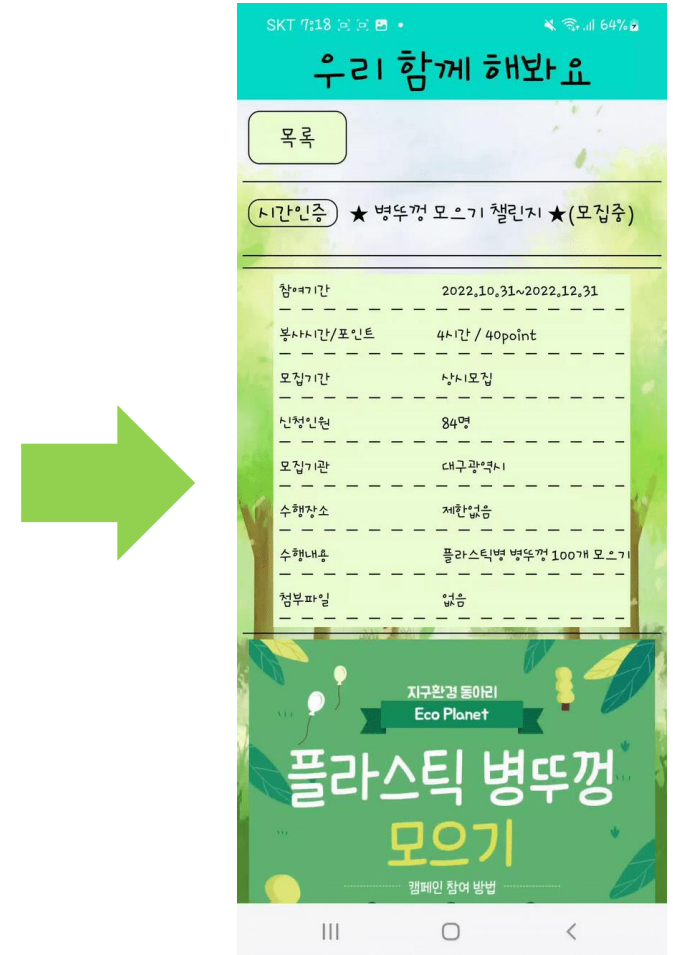 SKT 7:18 64%
우리 함께 해봐요
목록
시간인증 ★ 병뚜껑 모으기 챌린지 ★(모집중)
참여기간 2022.10.31~2022.12.31
봉사시간/포인트 4시간 / 40point
모집기간 상시모집
신청인원 84명
모집기관 대구광역시
수행장소 제한없음
수행내용 플라스틱병 병뚜껑 100개 모으기
첨부파일 없음
지구환경 동아리
Eco Planet
플라스틱 병뚜껑
모으기
캠페인 참여 방법